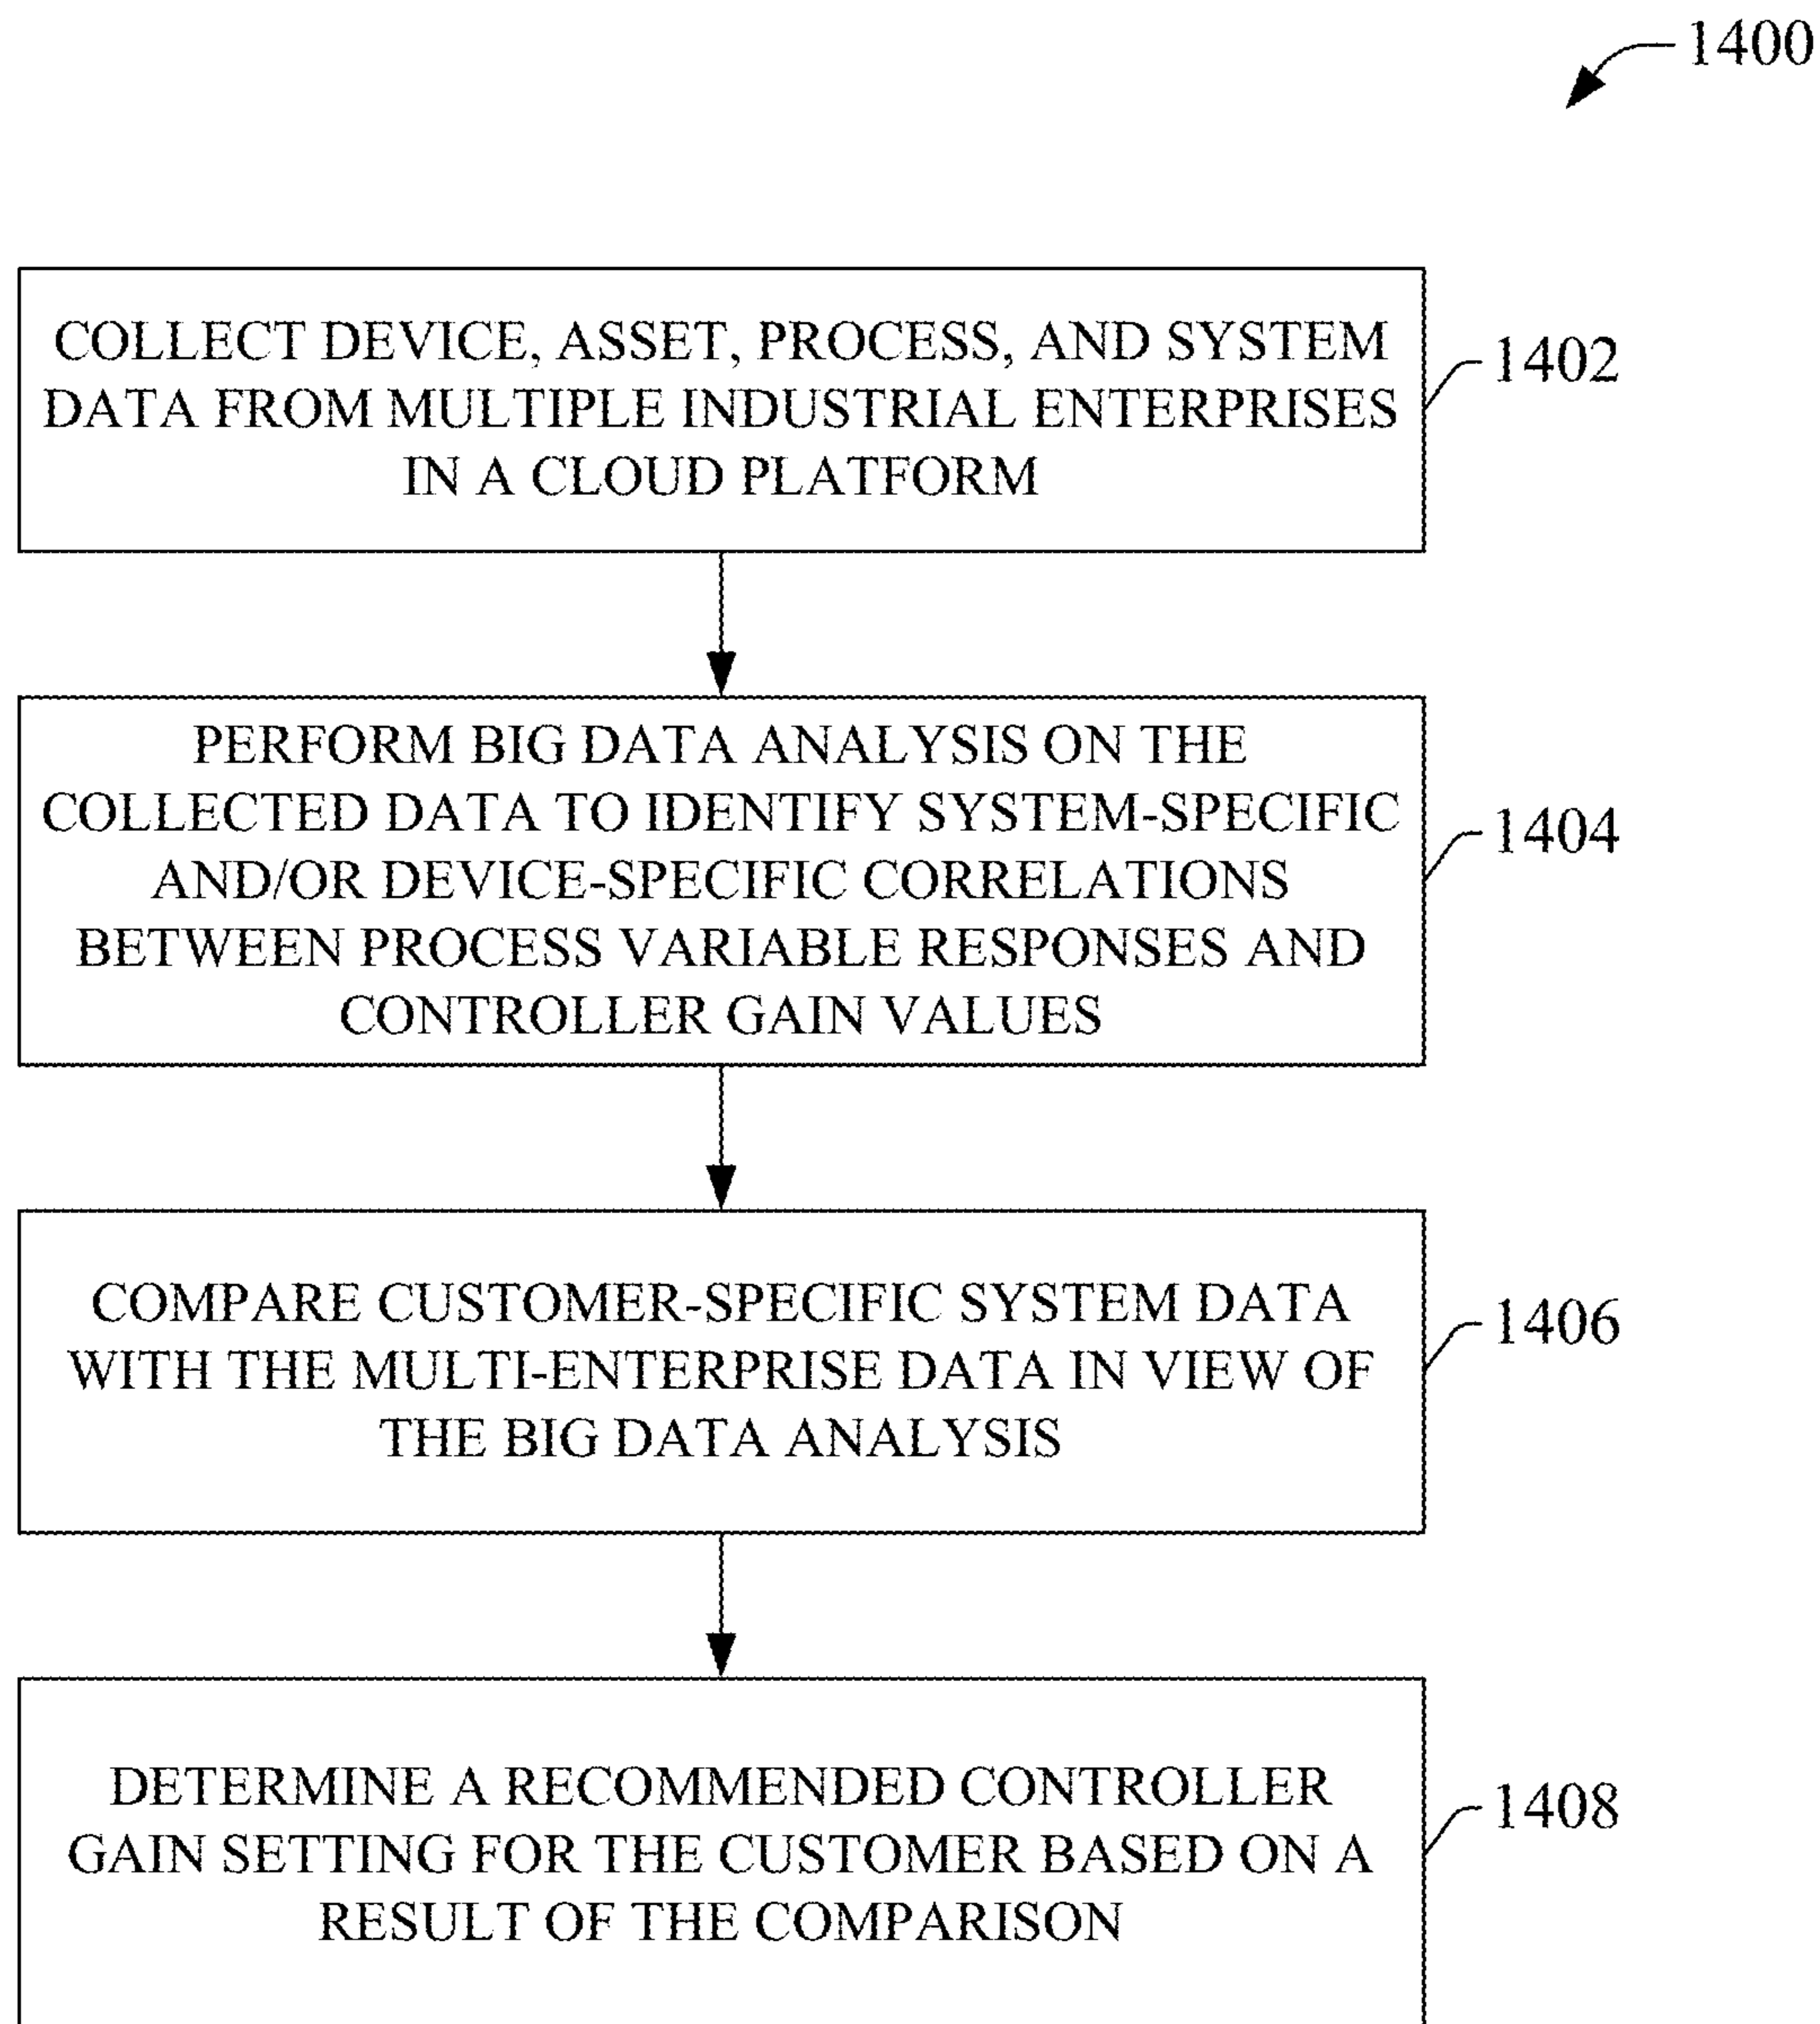 1400
COLLECT DEVICE, ASSET, PROCESS, AND SYSTEM
DATA FROM MULTIPLE INDUSTRIAL ENTERPRISES
IN A CLOUD PLATFORM
1402
PERFORM BIG DATA ANALYSIS ON THE
COLLECTED DATA TO IDENTIFY SYSTEM-SPECIFIC
AND/OR DEVICE-SPECIFIC CORRELATIONS
BETWEEN PROCESS VARIABLE RESPONSES AND
CONTROLLER GAIN VALUES
1404
COMPARE CUSTOMER-SPECIFIC SYSTEM DATA
WITH THE MULTI-ENTERPRISE DATA IN VIEW OF
THE BIG DATA ANALYSIS
1406
DETERMINE A RECOMMENDED CONTROLLER
GAIN SETTING FOR THE CUSTOMER BASED ON A
RESULT OF THE COMPARISON
1408